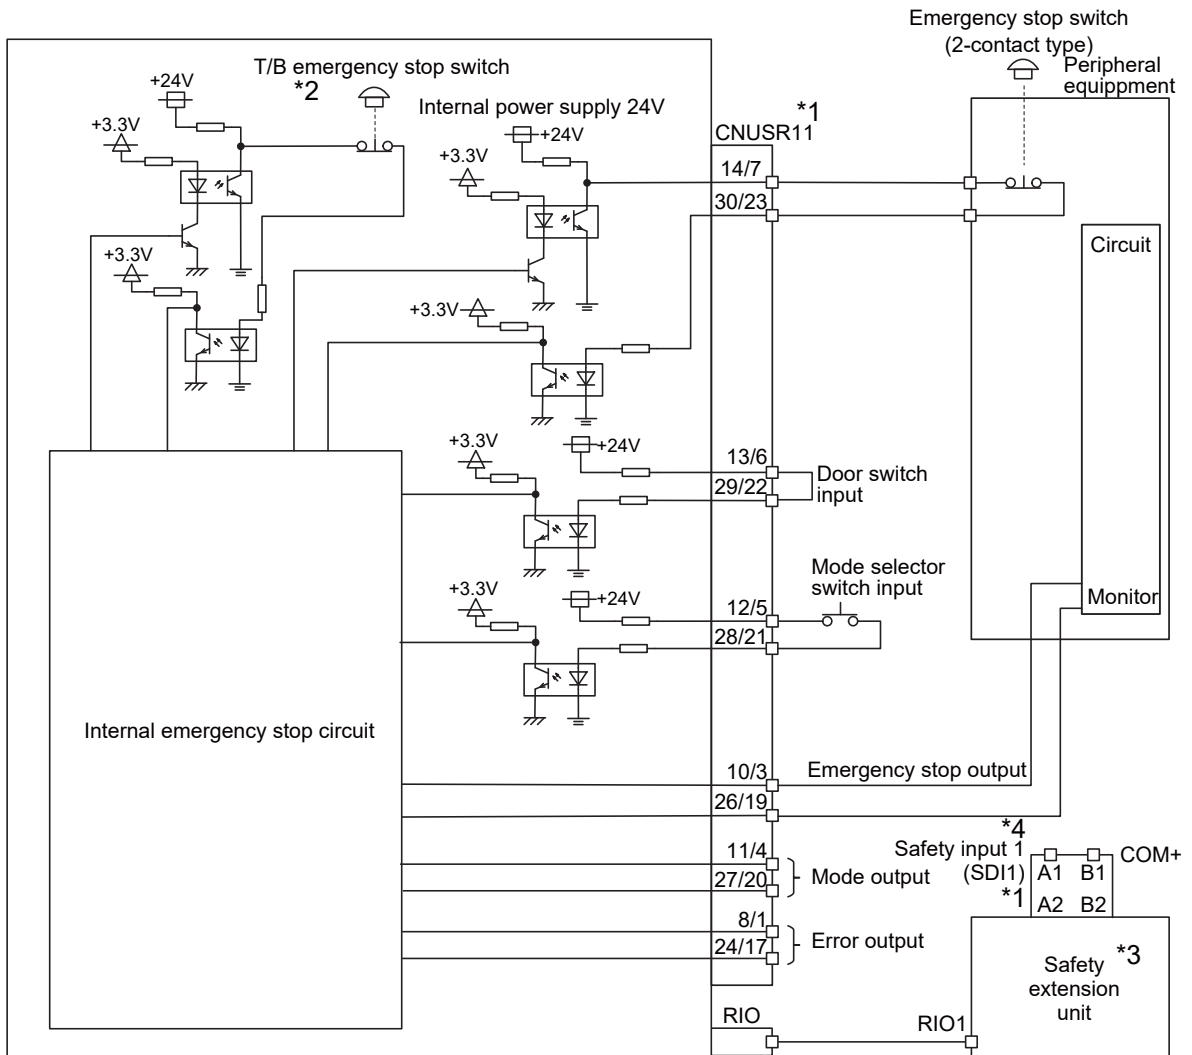 Emergency stop switch
(2-contact type)
Peripheral
equippment
T/B emergency stop switch
*2
+24V
+3.3V
Internal power supply 24V
+24V
+3.3V
*1
CNUSR11
14/7
30/23
+3.3V
+3.3V
Circuit
Monitor
+3.3V
+24V
13/6
29/22
Door switch
input
+3.3V
+24V
12/5
28/21
Mode selector
switch input
Internal emergency stop circuit
10/3
Emergency stop output
26/19
11/4
27/20
Mode output
8/1
24/17
Error output
*4
Safety input 1
(SDI1)
*1
A1 B1
COM+
A2 B2
Safety
extension
unit
*3
RIO
RIO1